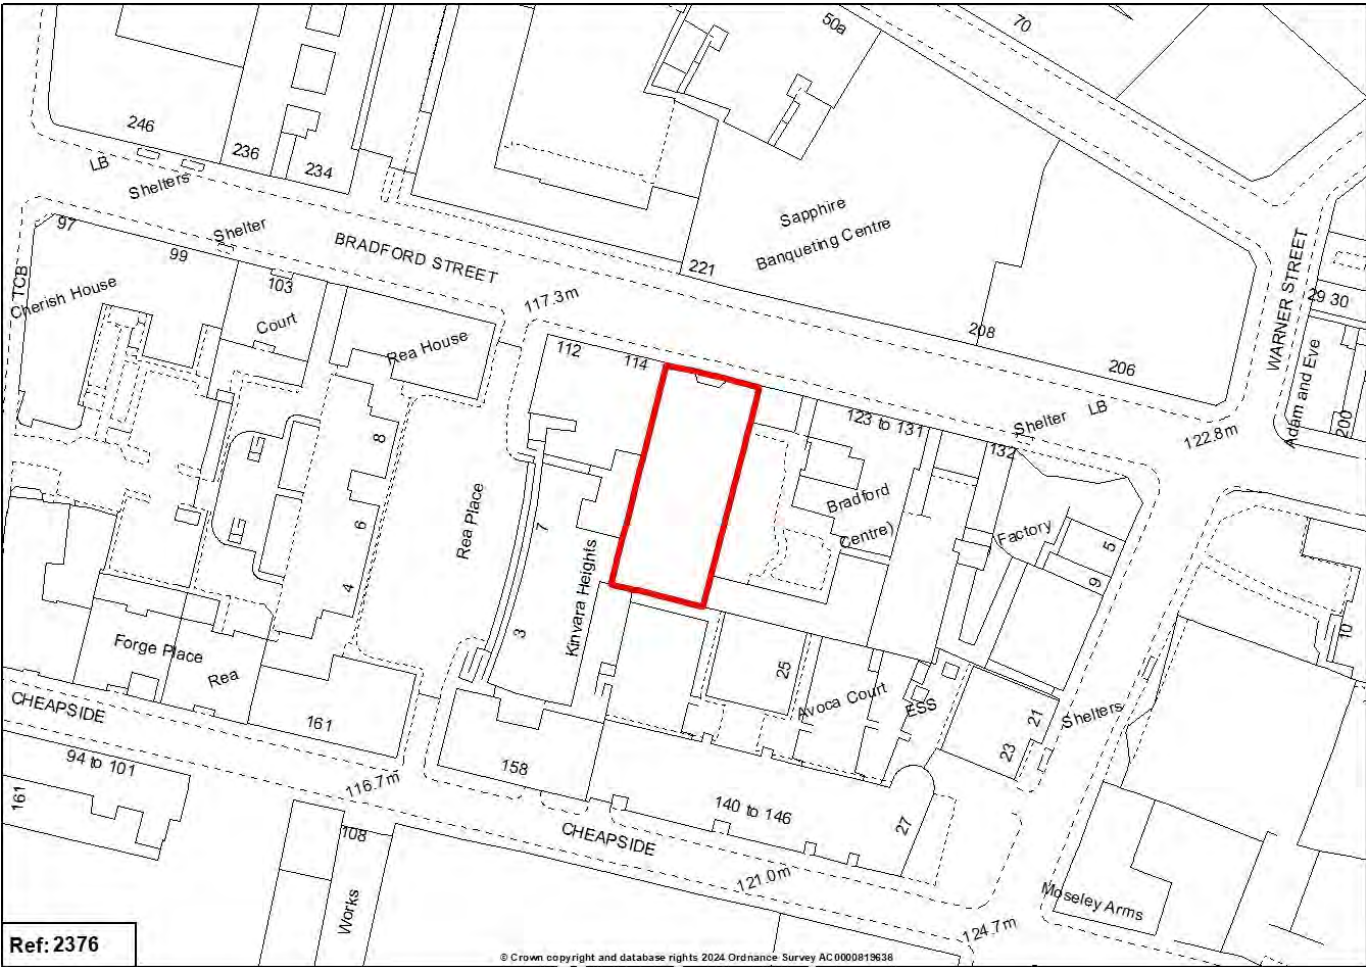 50a
70
246
LB
236
234
Shelters
Sapphire
Banqueting Centre
97
Shelter
99
BRADFORD STREET
221
WARNER STREET
TCB
Cherish House
103
117.3m
29 30
Court
Rea House
208
112
114
206
Adam and Eve
200
123 to 131
Shelter
LB
122.8m
8
132
Rea Place
7
Bradford
Centre)
6
Factory
5
9
4
Kinvara Heights
3
10
Forge Place
Rea
25
Avoca Court
ESS
21
Shelters
CHEAPSIDE
161
23
94 to 101
158
161
116.7m
140 to 146
27
108
CHEAPSIDE
121.0m
Works
Moseley Arms
124.7m
Ref: 2376
© Crown copyright and database rights 2024 Ordnance Survey AC0000819638